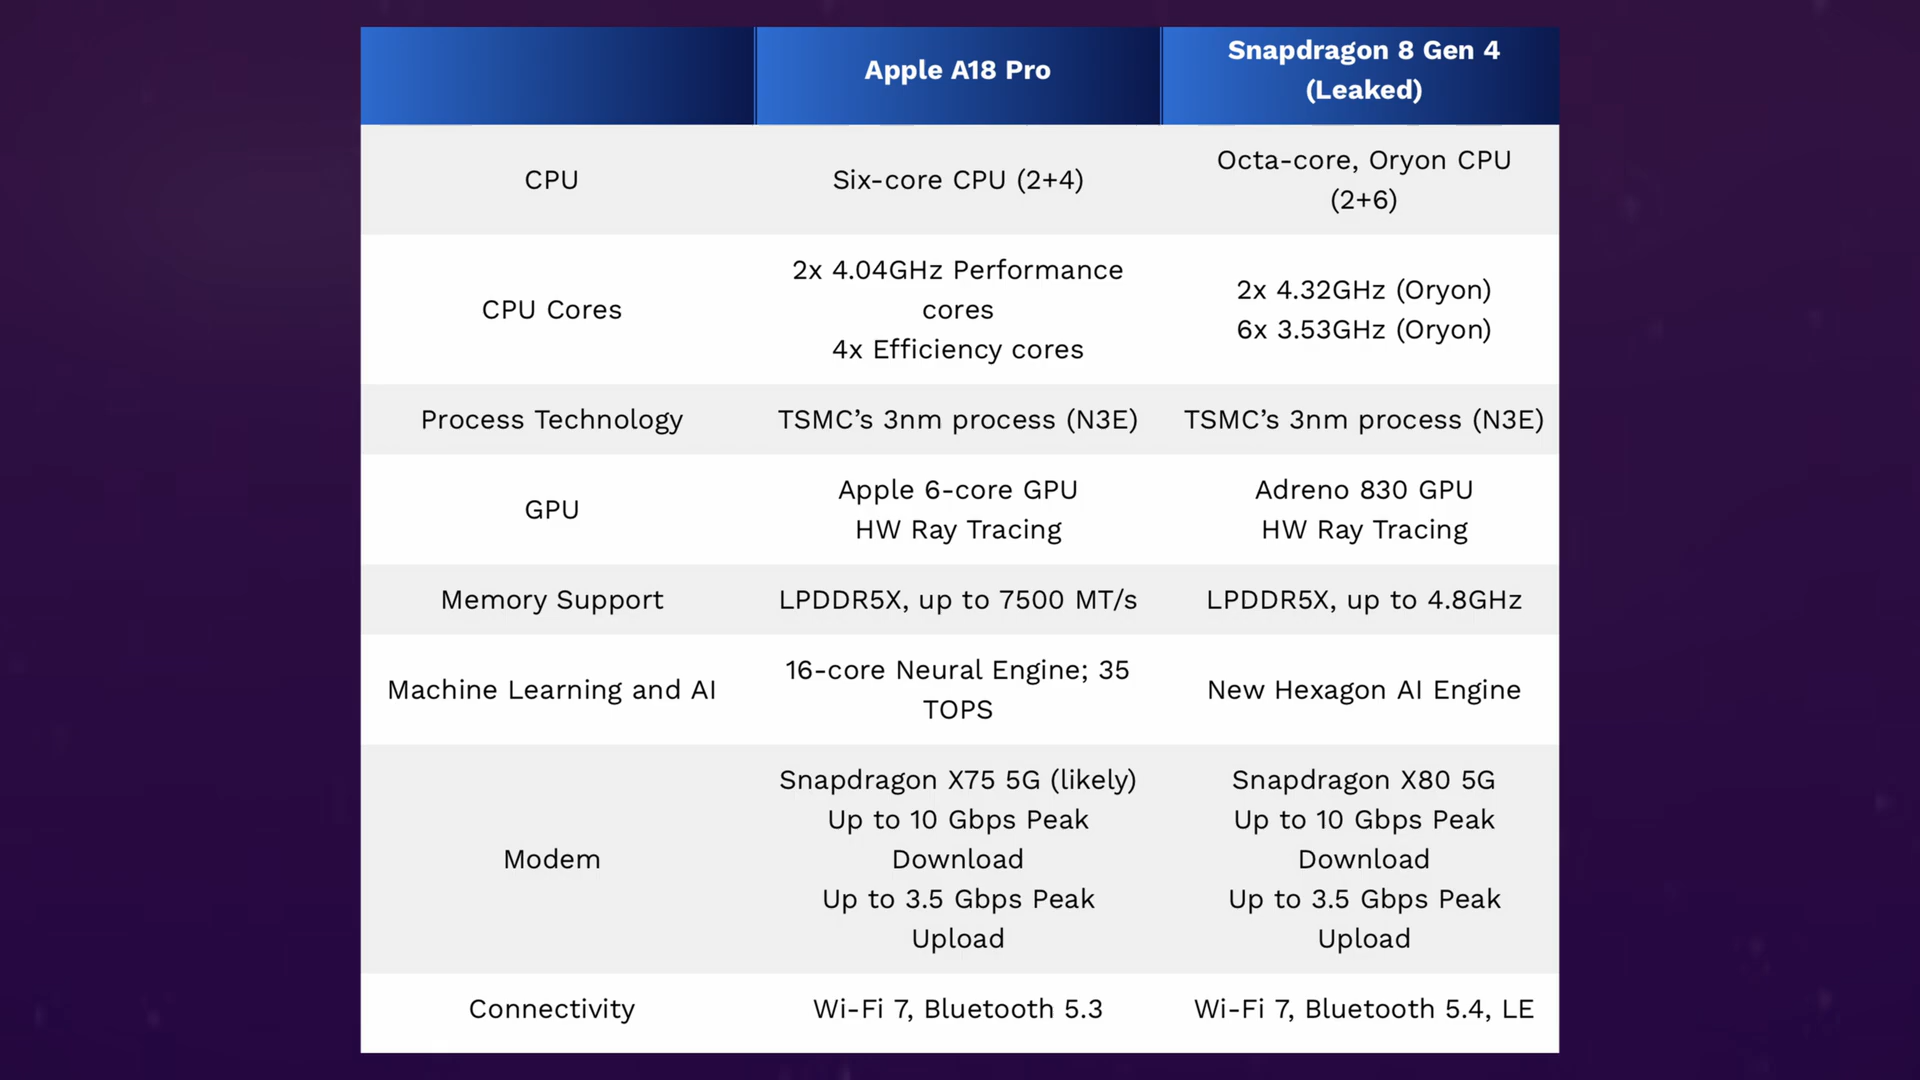 Apple A18 Pro
Snapdragon 8 Gen 4
(Leaked)
CPU
Six-core CPU (2+4)
Octa-core, Oryon CPU
(2+6)
CPU Cores
2x 4.04GHz Performance
cores
4x Efficiency cores
2x 4.32GHz (Oryon)
6x 3.53GHz (Oryon)
Process Technology
TSMC’s 3nm process (N3E)
TSMC’s 3nm process (N3E)
GPU
Apple 6-core GPU
HW Ray Tracing
Adreno 830 GPU
HW Ray Tracing
Memory Support
LPDDR5X, up to 7500 MT/s
LPDDR5X, up to 4.8GHz
Machine Learning and AI
16-core Neural Engine; 35
TOPS
New Hexagon AI Engine
Modem
Snapdragon X75 5G (likely)
Up to 10 Gbps Peak
Download
Up to 3.5 Gbps Peak
Upload
Snapdragon X80 5G
Up to 10 Gbps Peak
Download
Up to 3.5 Gbps Peak
Upload
Connectivity
Wi-Fi 7, Bluetooth 5.3
Wi-Fi 7, Bluetooth 5.4, LE